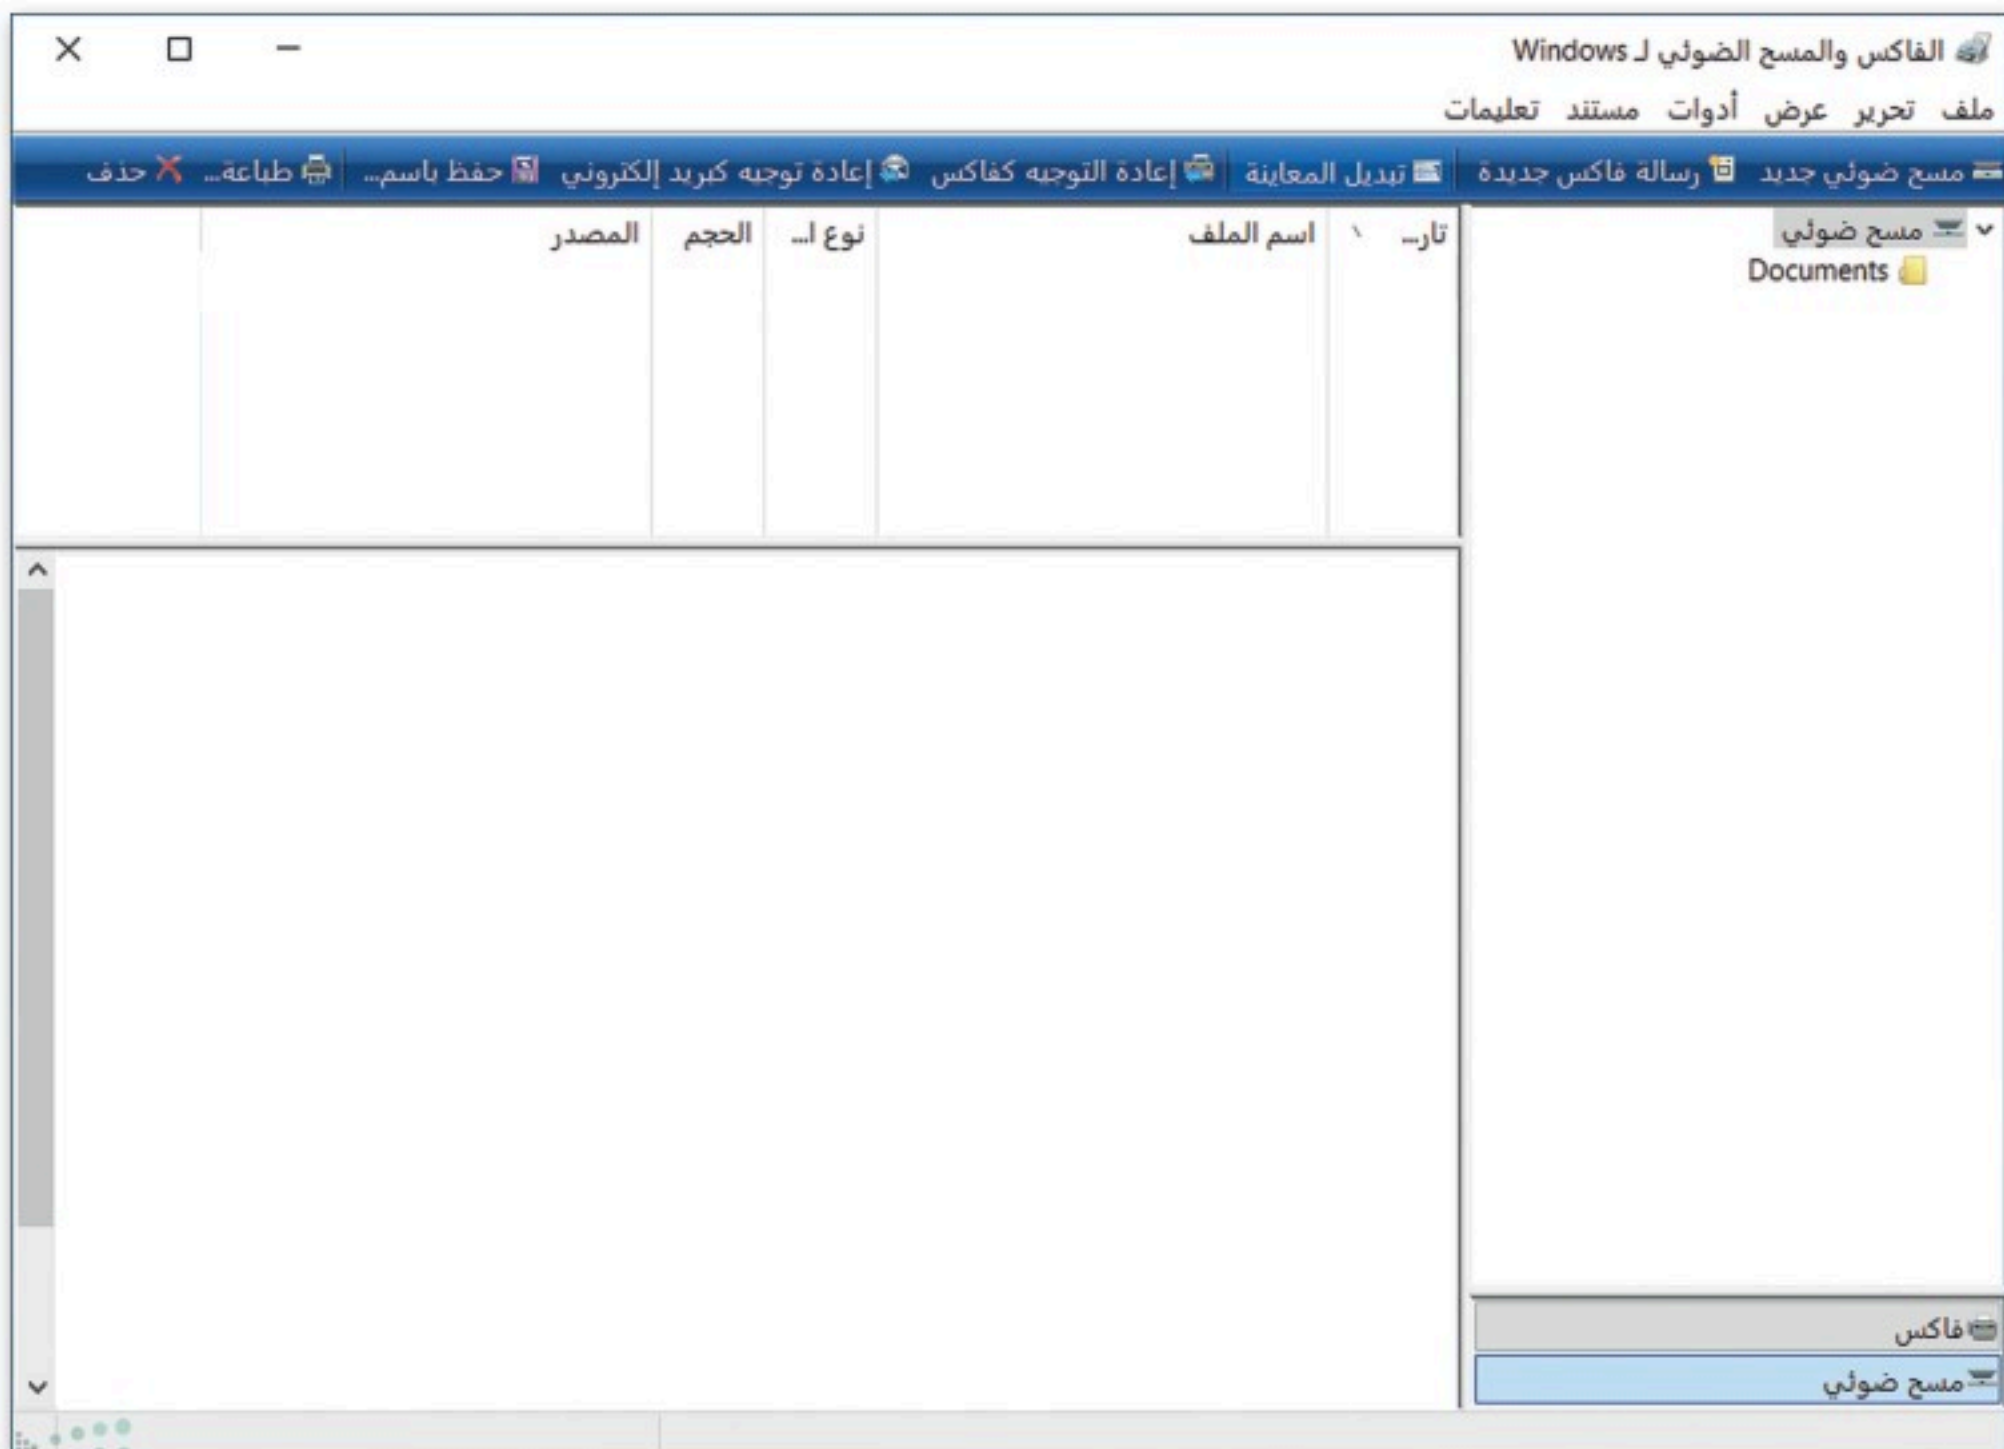 الفاكس والمسح الضوئي لـ Windows
ملف تحرير عرض أدوات مستند تعليمات
مسح ضوئي جديد رسالة فاكس جديدة تبديل المعاينة إعادة التوجيه كفاكس إعادة توجيه كبريد إلكتروني حفظ باسم... طباعة... حذف
مسح ضوئي
Documents
تار... اسم الملف نوع ا... الحجم المصدر
فاكس
مسح ضوئي